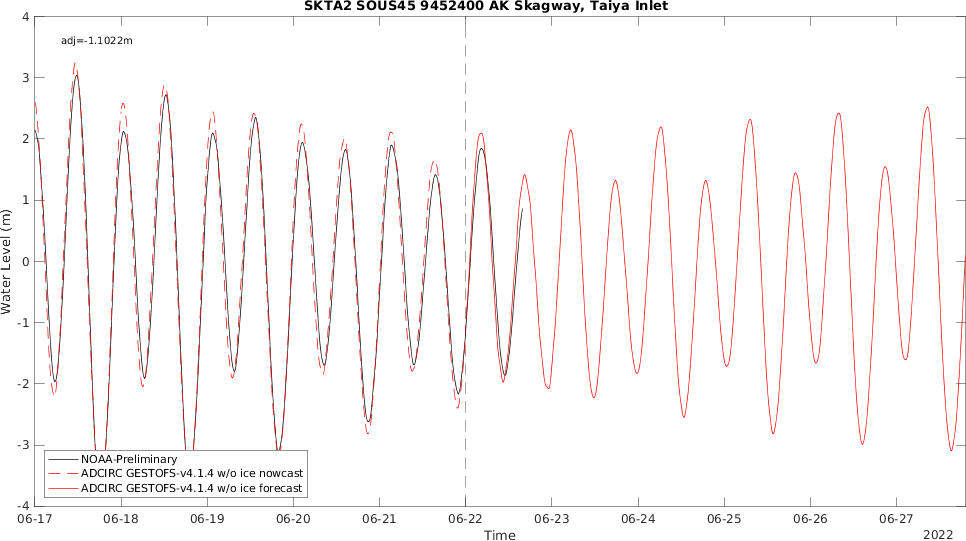 SKTA2 SOUS45 9452400 AK Skagway, Taiya Inlet
adj=-1.1022m
4
3
2
1
0
-1
-2
-3
-4
Water Level (m)
NOAA-Preliminary
ADCIRC GESTOFS-v4.1.4 w/o ice nowcast
ADCIRC GESTOFS-v4.1.4 w/o ice forecast
06-17 06-18 06-19 06-20 06-21 06-22 06-23 06-24 06-25 06-26 06-27
Time
2022